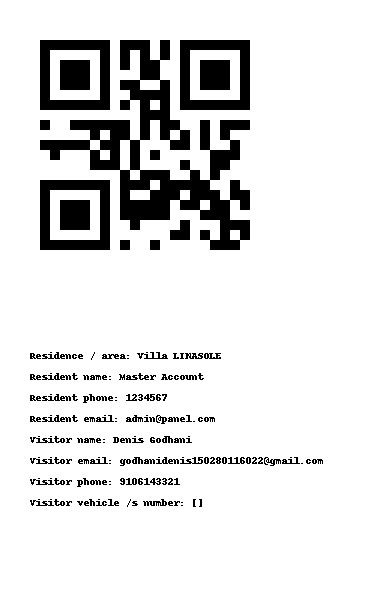 Residence / area: Villa LINASOLE
Resident name: Master Account
Resident phone: 1234567
Resident email: admin@panel.com
Visitor name: Denis Godhani
Visitor email: godhanidenis150280116022@gmail.com
Visitor phone: 9106143321
Visitor vehicle /s number: []